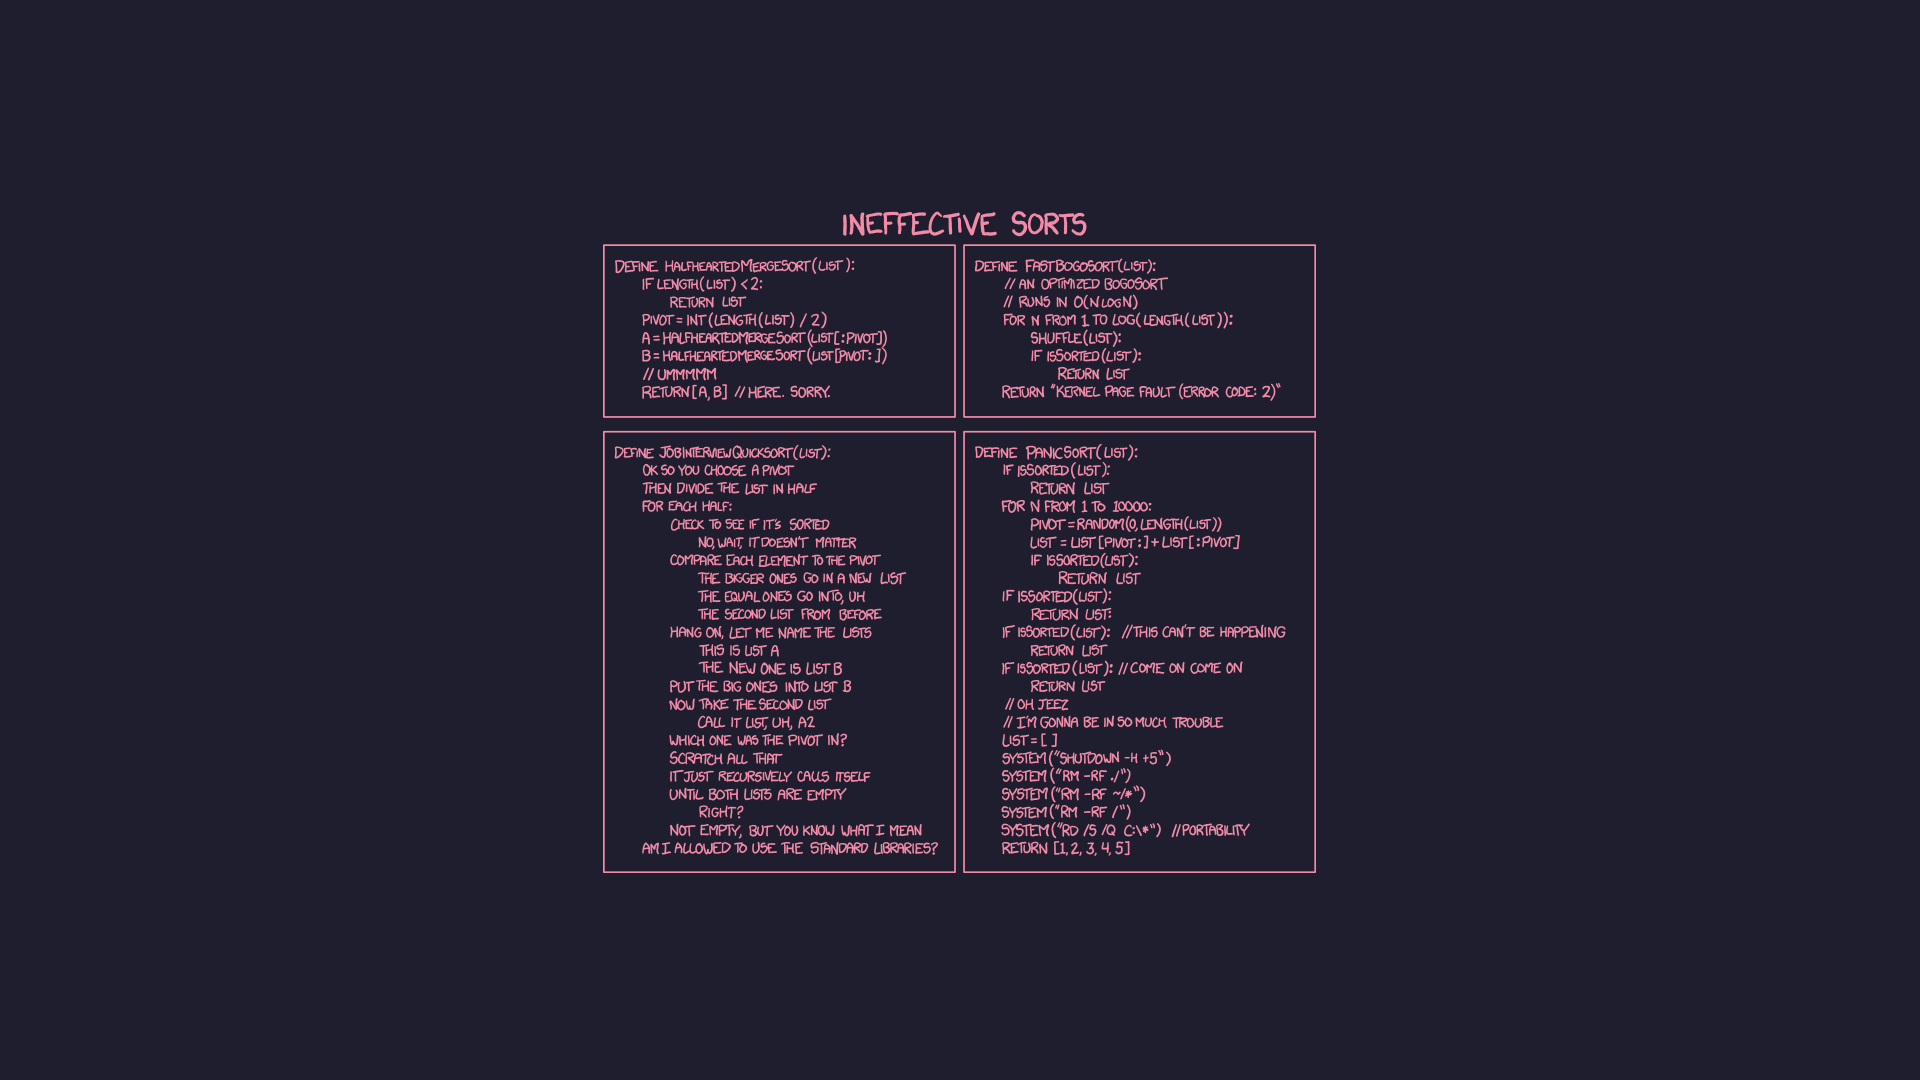 INEFFECTIVE SORTS
DEFINE HALFHEARTEDMERGESORT(LIST):
IF LENGTH(LIST) < 2:
RETURN LIST
PIVOT = INT(LENGTH(LIST) / 2)
A = HALFHEARTEDMERGESORT(LIST[:PIVOT])
B = HALFHEARTEDMERGESORT(LIST[PIVOT:])
// UMMMMM
RETURN[A, B] // HERE. SORRY.
DEFINE FASTBOGOSORT(LIST):
// AN OPTIMIZED BOGOSORT
// RUNS IN O(N LOG N)
FOR N FROM 1 TO LOG(LENGTH(LIST)):
SHUFFLE(LIST):
IF ISSORTED(LIST):
RETURN LIST
RETURN "KERNEL PAGE FAULT (ERROR CODE: 2)"
DEFINE JOBINTERVIEWQUICKSORT(LIST):
OK SO YOU CHOOSE A PIVOT
THEN DIVIDE THE LIST IN HALF
FOR EACH HALF:
CHECK TO SEE IF IT'S SORTED
NO, WAIT, IT DOESN'T MATTER
COMPARE EACH ELEMENT TO THE PIVOT
THE BIGGER ONES GO IN A NEW LIST
THE EQUAL ONES GO INTO, UH
THE SECOND LIST FROM BEFORE
HANG ON, LET ME NAME THE LISTS
THIS IS LIST A
THE NEW ONE IS LIST B
PUT THE BIG ONES INTO LIST B
NOW TAKE THE SECOND LIST
CALL IT LIST, UH, A2
WHICH ONE WAS THE PIVOT IN?
SCRATCH ALL THAT
IT JUST RECURSIVELY CALLS ITSELF
UNTIL BOTH LISTS ARE EMPTY
RIGHT?
NOT EMPTY, BUT YOU KNOW WHAT I MEAN
AM I ALLOWED TO USE THE STANDARD LIBRARIES?
DEFINE PANICSORT(LIST):
IF ISSORTED(LIST):
RETURN LIST
FOR N FROM 1 TO 10000:
PIVOT = RANDOM(0, LENGTH(LIST))
LIST = LIST[PIVOT:] + LIST[:PIVOT]
IF ISSORTED(LIST):
RETURN LIST
IF ISSORTED(LIST):
RETURN LIST:
IF ISSORTED(LIST): // THIS CAN'T BE HAPPENING
RETURN LIST
IF ISSORTED(LIST): // COME ON COME ON
RETURN LIST
// OH JEEZ
// I'M GONNA BE IN SO MUCH TROUBLE
LIST = [ ]
SYSTEM("SHUTDOWN -H +5")
SYSTEM("RM -RF ./")
SYSTEM("RM -RF ~/*")
SYSTEM("RM -RF /")
SYSTEM("RD /S /Q C:\*") // PORTABILITY
RETURN [1, 2, 3, 4, 5]